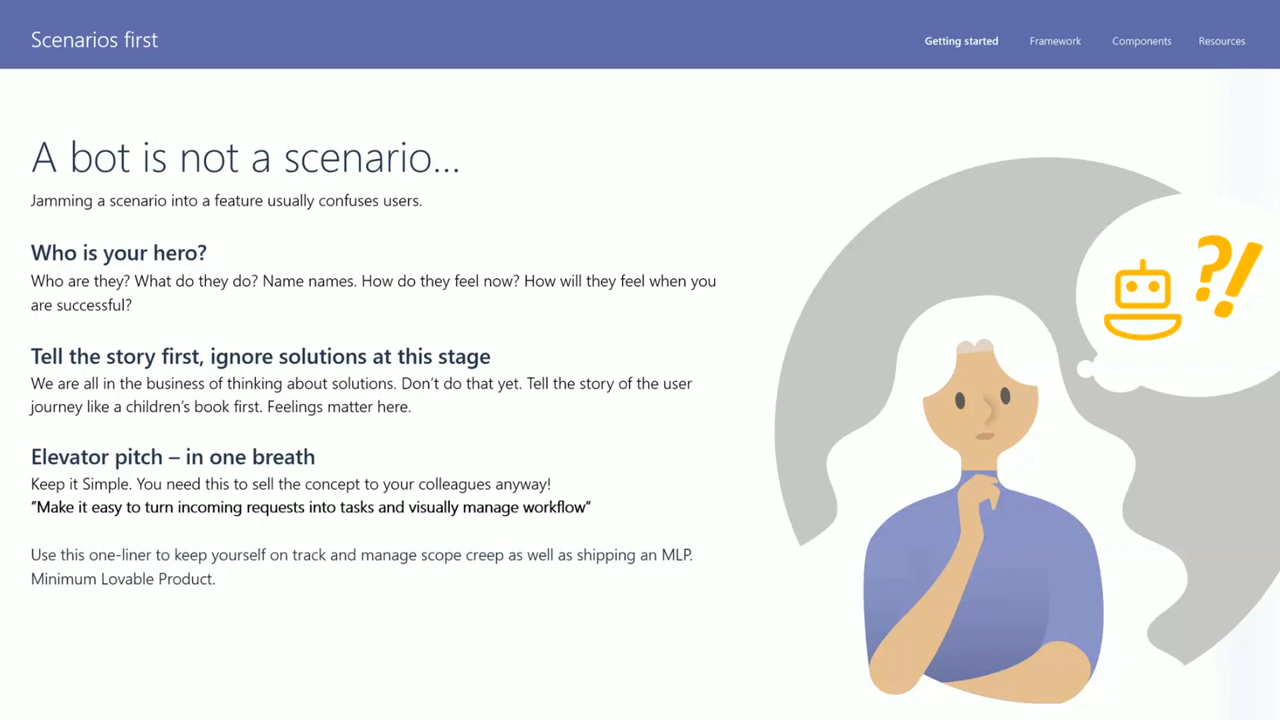 Scenarios first
Getting started
Framework
Components
Resources
A bot is not a scenario...
Jamming a scenario into a feature usually confuses users.
Who is your hero?
Who are they? What do they do? Name names. How do they feel now? How will they feel when you
are successful?
Tell the story first, ignore solutions at this stage
We are all in the business of thinking about solutions. Don't do that yet. Tell the story of the user
journey like a children's book first. Feelings matter here.
Elevator pitch – in one breath
Keep it Simple. You need this to sell the concept to your colleagues anyway!
"Make it easy to turn incoming requests into tasks and visually manage workflow"
Use this one-liner to keep yourself on track and manage scope creep as well as shipping an MLP.
Minimum Lovable Product.
?!